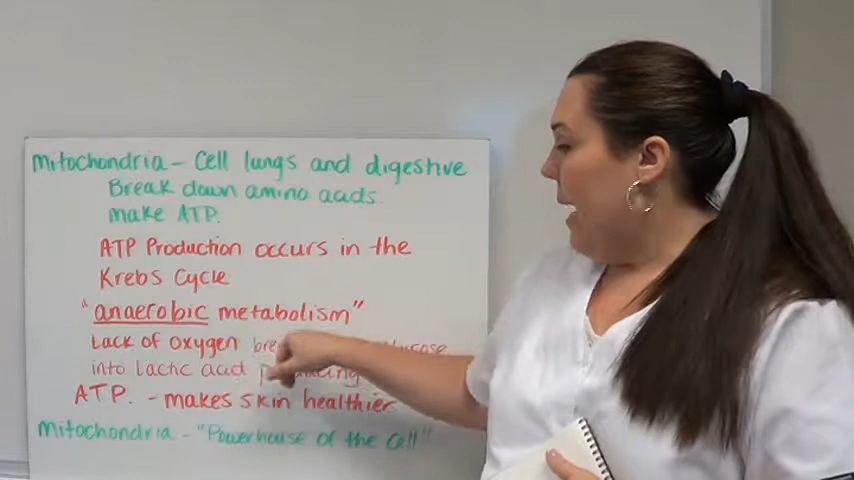 mitochondria - Cell lungs and digestive
Break down amino acids.
make ATP.
ATP Production occurs in the
Krebs Cycle
"anaerobic metabolism"
Lack of oxygen
into Lactic acid
ATP. - makes skin healthier.
mitochondria - "Powerhouse of the Cell"